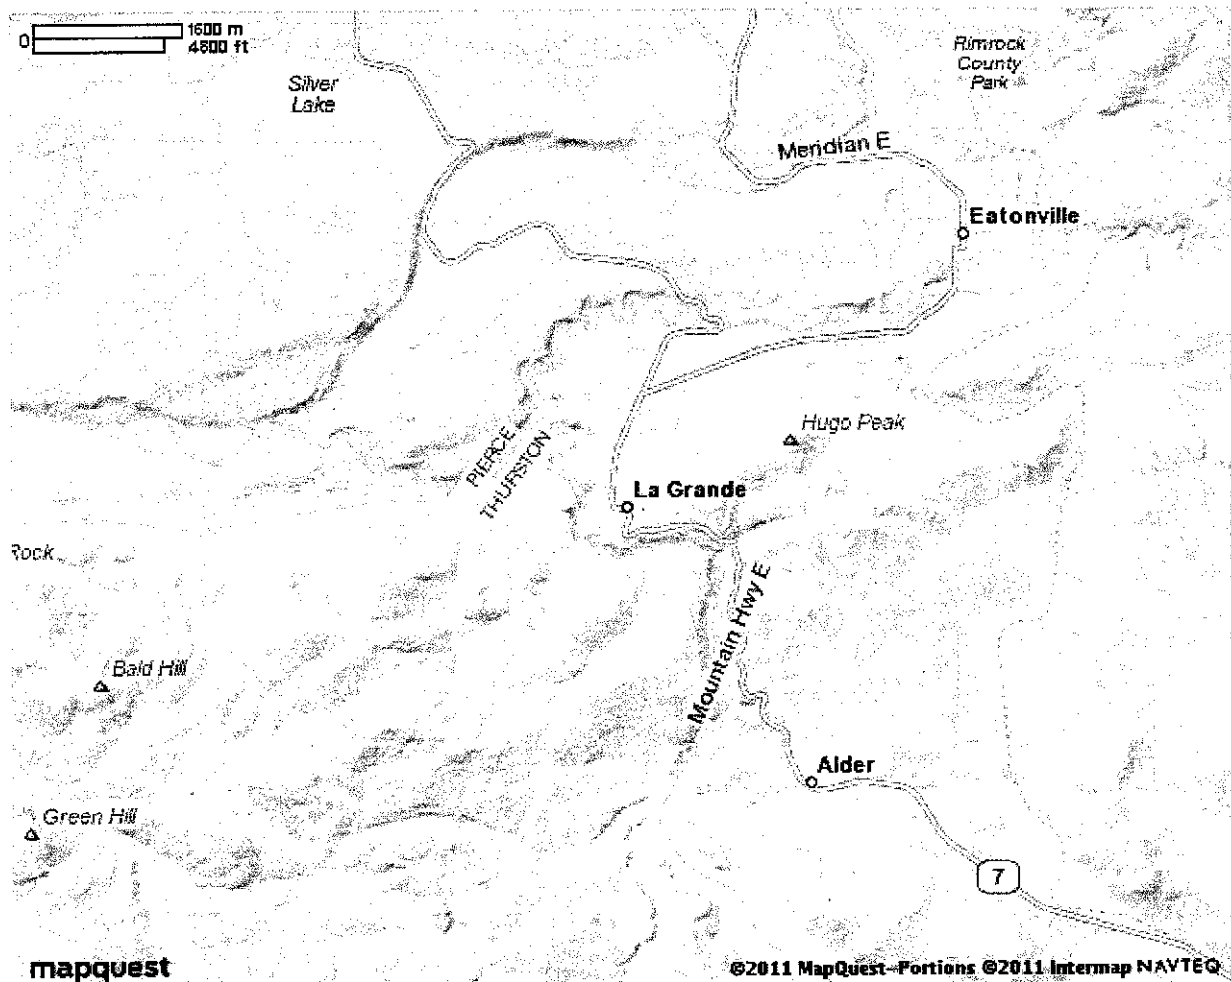 0
1600 m
4800 ft
Silver
Lake
Rimrock
County
Park
Meridian E
Eatonville
Hugo Peak
PIERCE
THURSTON
La Grande
Rock
Mountain Hwy E
Bald Hill
Alder
Green Hill
7
mapquest
©2011 MapQuest-Portions ©2011 Intermap NAVTEQ